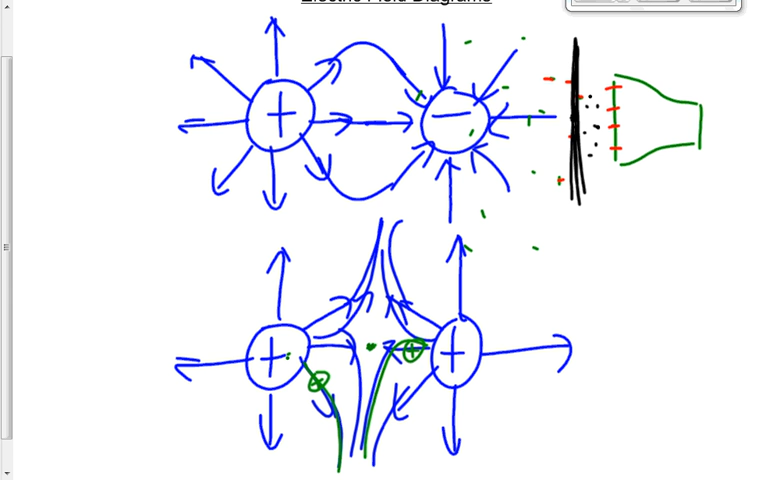 Electric Field Diagrams
+ −
+ + + +